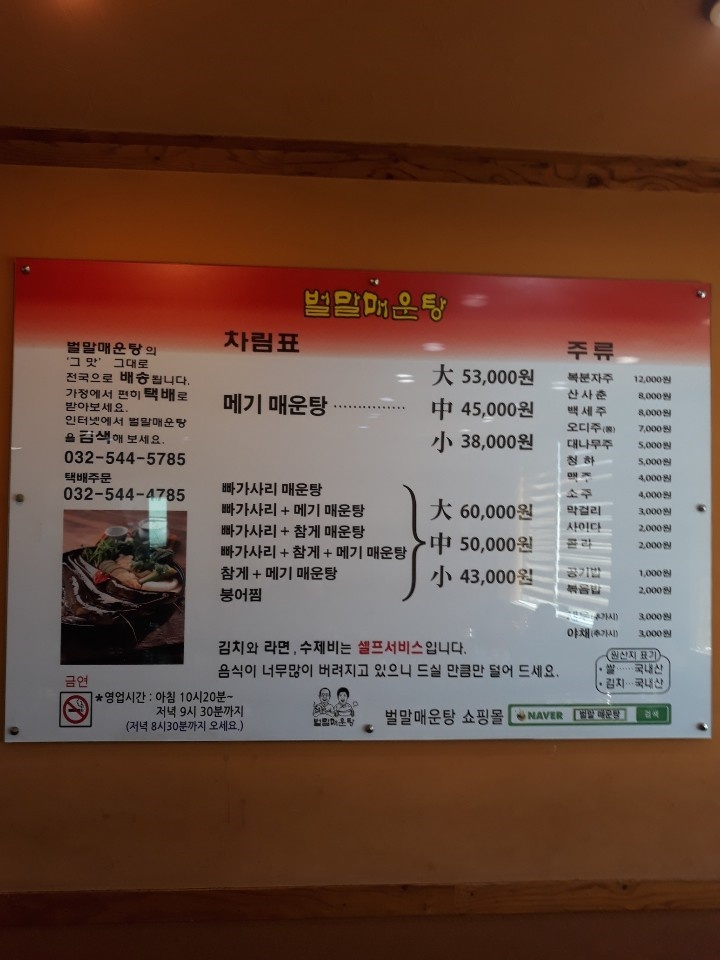 벌말매운탕
차림표
벌말매운탕의
'그 맛' 그대로
전국으로 배송됩니다.
가정에서 편히 택배로
받아보세요.
인터넷에서 벌말매운탕
을 검색해 보세요.
032-544-5785
택배주문
032-544-4785
메기 매운탕 ··············· 
大 53,000원
中 45,000원
小 38,000원
빠가사리 매운탕
빠가사리 + 메기 매운탕
빠가사리 + 참게 매운탕
빠가사리 + 참게 + 메기 매운탕
참게 + 메기 매운탕
붕어찜
大 60,000원
中 50,000원
小 43,000원
주류
복분자주 12,000원
산사춘 8,000원
백세주 8,000원
오디주 7,000원
대나무주 5,000원
청하 5,000원
맥주 4,000원
소주 4,000원
막걸리 3,000원
사이다 2,000원
콜라 2,000원
공기밥 1,000원
볶음밥 2,000원
(추가시) 3,000원
야채(추가시) 3,000원
김치와 라면, 수제비는 셀프서비스입니다.
음식이 너무많이 버려지고 있으니 드실 만큼만 덜어 드세요.
원산지 표기
• 쌀······국내산
• 김치···국내산
금연
*영업시간 : 아침 10시20분~
저녁 9시 30분까지
(저녁 8시30분까지 오세요.)
벌말매운탕
벌말매운탕 쇼핑몰 NAVER 벌말 매운탕 검색